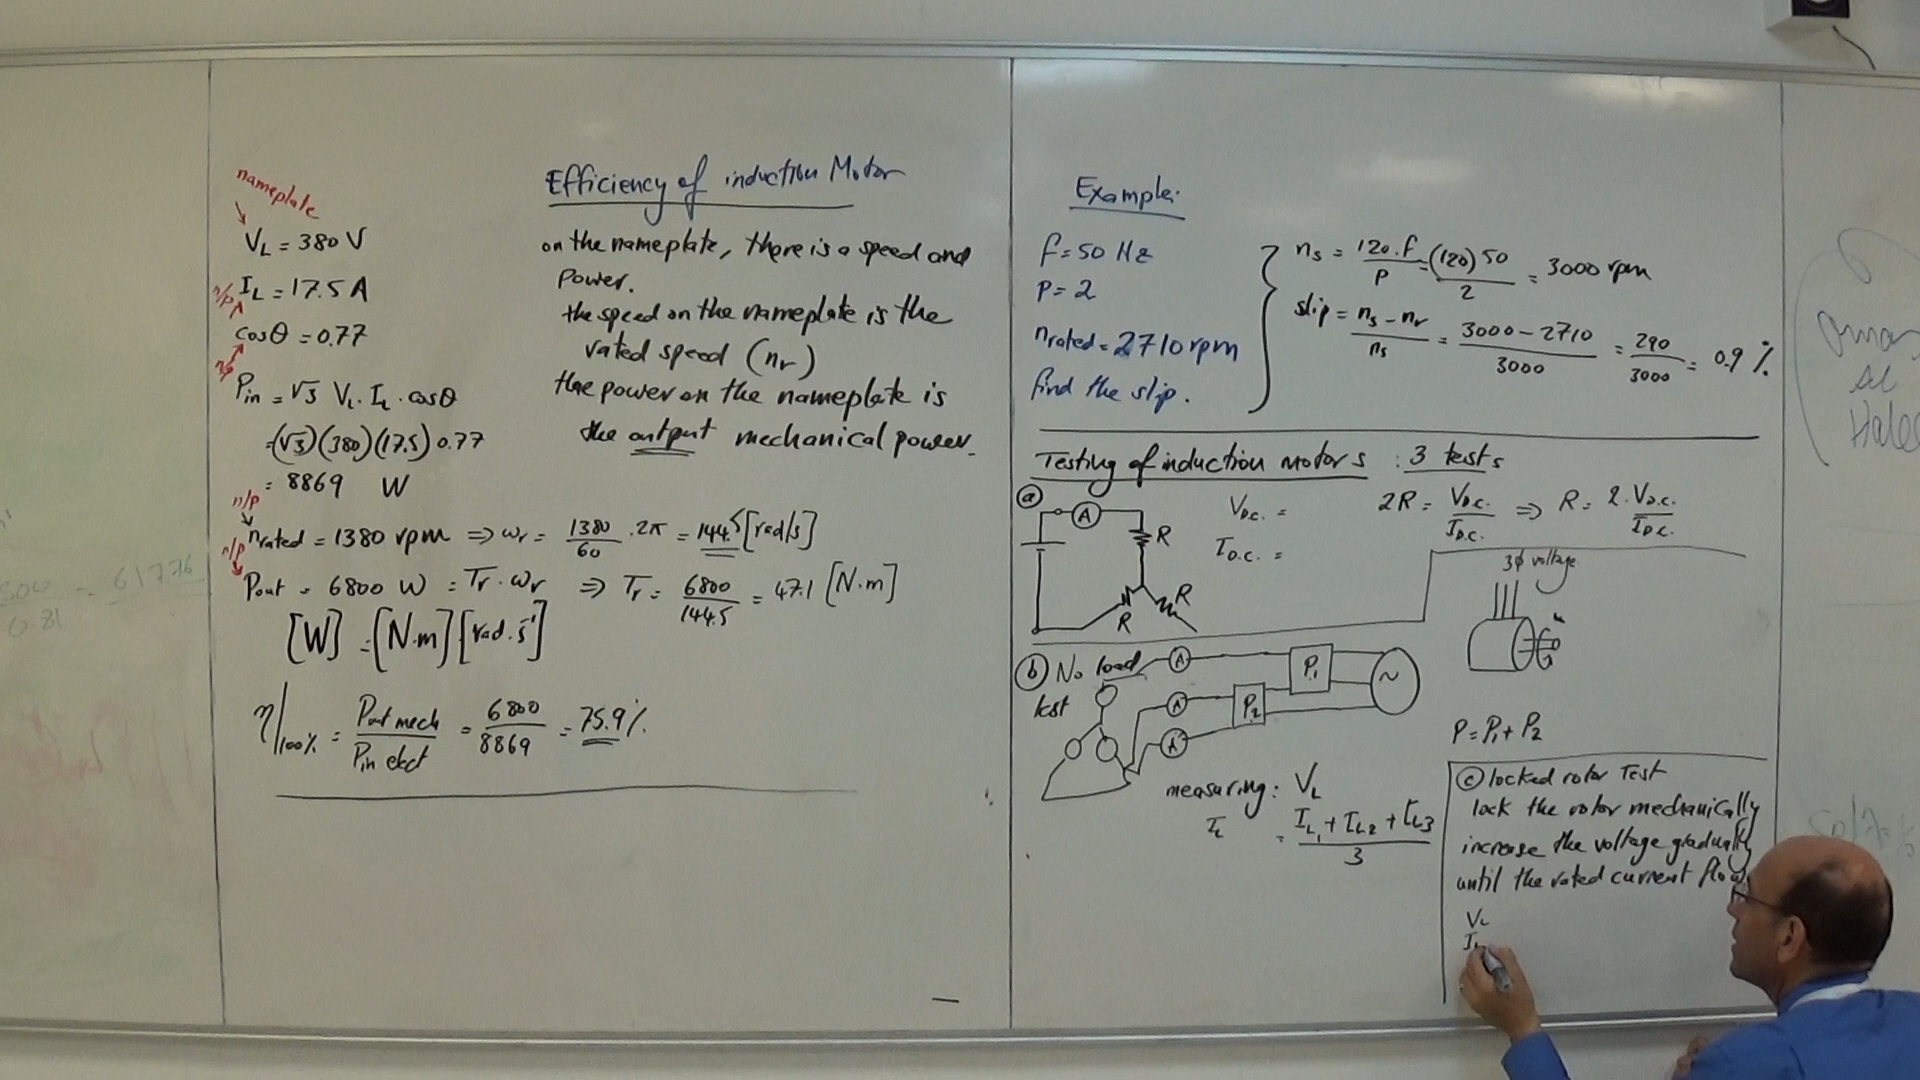 nameplate
V_L = 380 V
n/p I_L = 17.5 A
cosθ = 0.77
n/p
P_in = √3 V_L . I_L . cosθ
= (√3)(380)(17.5) 0.77
= 8869 W
n/p
n_rated = 1380 rpm ⇒ ω_r = 1380/60 . 2π = 144.5 [rad/s]
n/p
P_out = 6800 W = T_r . ω_r ⇒ T_r = 6800/144.5 = 47.1 [N.m]
[W] = [N.m][rad.s⁻¹]
η|100% = P_out mech / P_in elect = 6800/8869 = 75.9%
Efficiency of induction Motor
on the nameplate, there is a speed and
power.
the speed on the nameplate is the
rated speed (n_r)
the power on the nameplate is
the output mechanical power.
Example:
f = 50 Hz
P = 2
n_rated = 2710 rpm
find the slip.
n_s = 120.f/P = (120) 50/2 = 3000 rpm
slip = n_s - n_r/n_s = 3000 - 2710/3000 = 290/3000 = 0.9 %
Testing of induction motors : 3 tests
a
A
R
R
R
V_D.C. =
I_D.C. =
2R = V_D.C./I_D.C. ⇒ R = 2.V_D.C./I_D.C.
3φ voltage
b No load
test
A
A
A
P1
P2
~
P = P1 + P2
measuring: V_L
I_L = I_L1 + I_L2 + I_L3 / 3
c locked rotor Test
lock the rotor mechanically
increase the voltage gradually
until the rated current flow
V_L
I_L